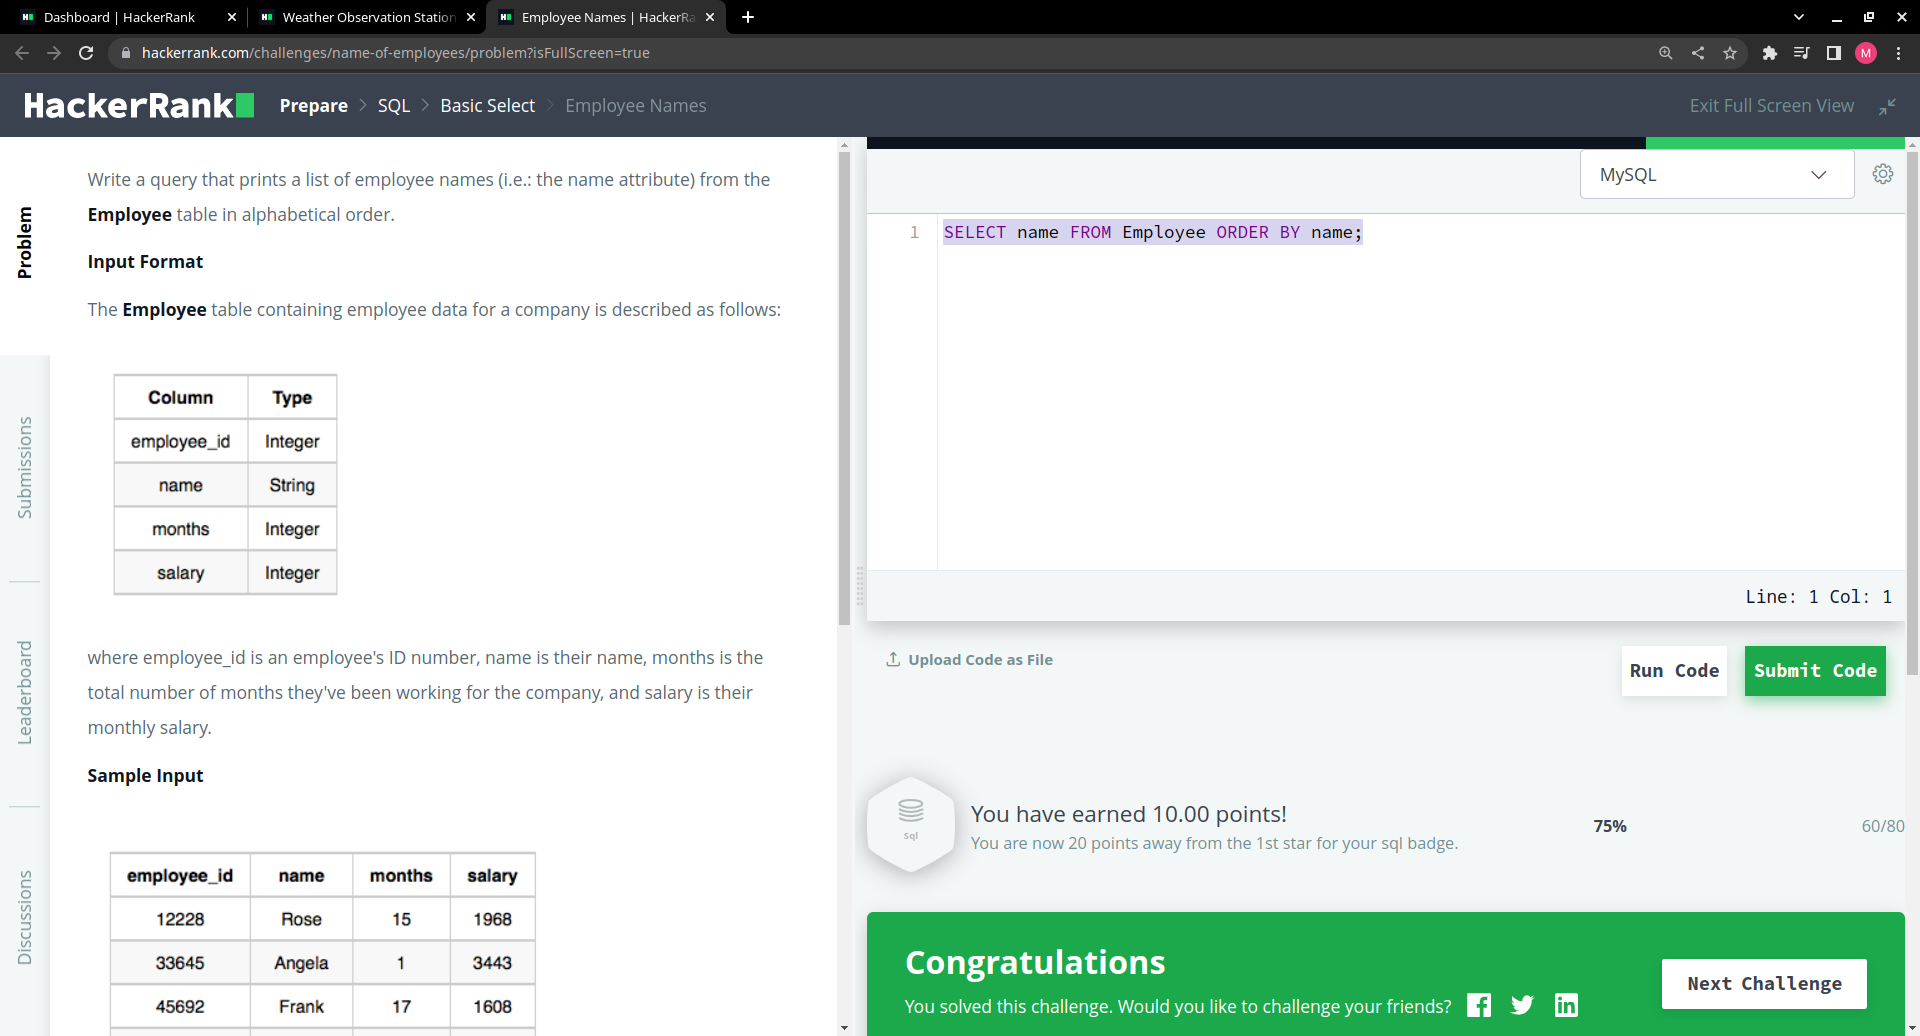 Dashboard | HackerRank
Weather Observation Station
Employee Names | HackerRa
hackerrank.com/challenges/name-of-employees/problem?isFullScreen=true
M
HackerRank
Prepare > SQL > Basic Select > Employee Names
Exit Full Screen View
Problem
Submissions
Leaderboard
Discussions
Write a query that prints a list of employee names (i.e.: the name attribute) from the
Employee table in alphabetical order.
Input Format
The Employee table containing employee data for a company is described as follows:
Column Type
employee_id Integer
name String
months Integer
salary Integer
where employee_id is an employee's ID number, name is their name, months is the
total number of months they've been working for the company, and salary is their
monthly salary.
Sample Input
employee_id name months salary
12228 Rose 15 1968
33645 Angela 1 3443
45692 Frank 17 1608
MySQL
1 SELECT name FROM Employee ORDER BY name;
Line: 1 Col: 1
Upload Code as File
Run Code
Submit Code
Sql
You have earned 10.00 points!
You are now 20 points away from the 1st star for your sql badge.
75%
60/80
Congratulations
You solved this challenge. Would you like to challenge your friends?
Next Challenge